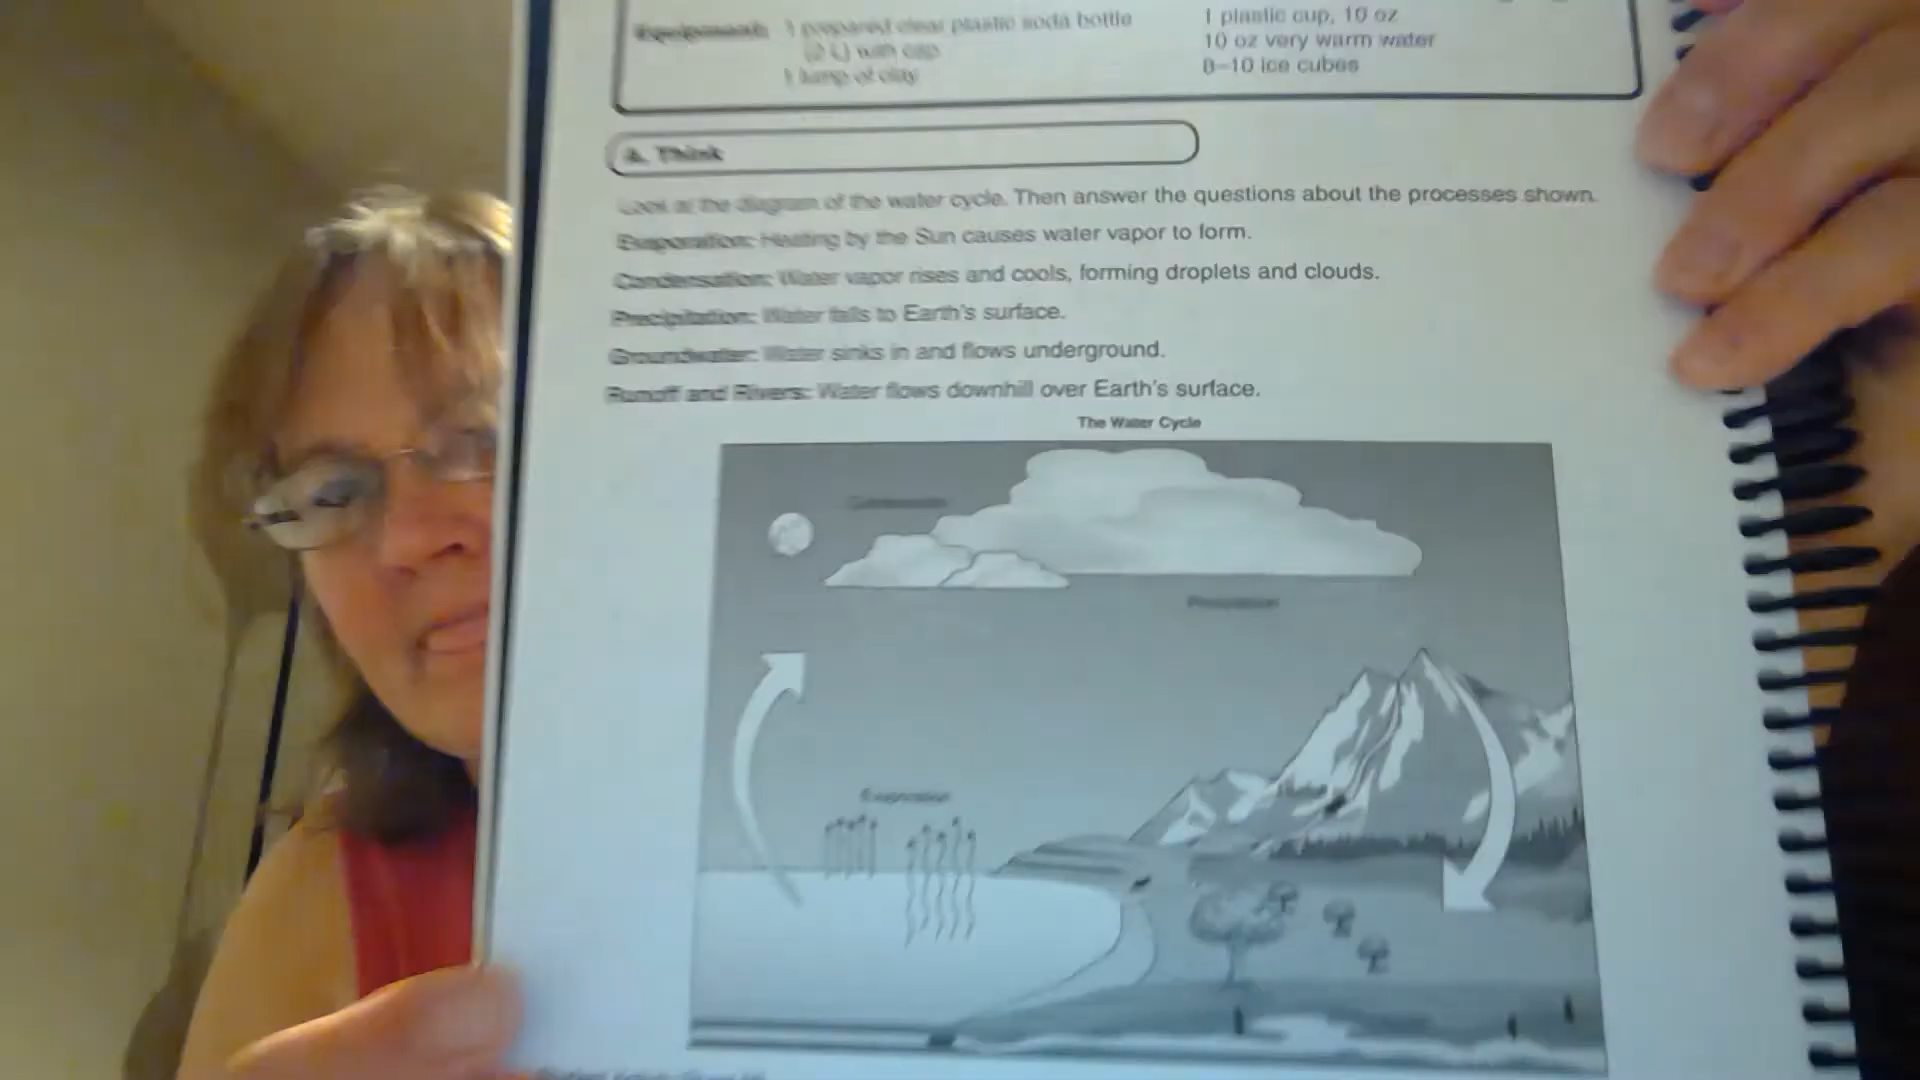 Equipment: 1 prepared clear plastic soda bottle
(2 L) with cap
1 lump of clay
1 plastic cup, 10 oz
10 oz very warm water
8–10 ice cubes
A. Think
Look at the diagram of the water cycle. Then answer the questions about the processes shown.
Evaporation: Heating by the Sun causes water vapor to form.
Condensation: Water vapor rises and cools, forming droplets and clouds.
Precipitation: Water falls to Earth's surface.
Groundwater: Water sinks in and flows underground.
Runoff and Rivers: Water flows downhill over Earth's surface.
The Water Cycle
Condensation
Precipitation
Evaporation